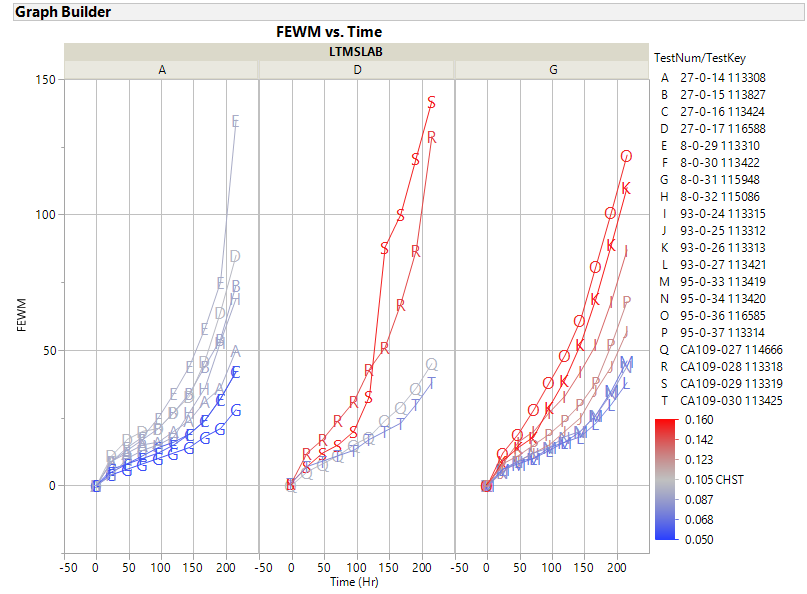 Graph Builder
FEWM vs. Time
LTMSLAB
A D G
150
100
50
0
FEWM
-50 0 50 100 150 200 -50 0 50 100 150 200 -50 0 50 100 150 200
Time (Hr)
TestNum/TestKey
A 27-0-14 113308
B 27-0-15 113827
C 27-0-16 113424
D 27-0-17 116588
E 8-0-29 113310
F 8-0-30 113422
G 8-0-31 115948
H 8-0-32 115086
I 93-0-24 113315
J 93-0-25 113312
K 93-0-26 113313
L 93-0-27 113421
M 95-0-33 113419
N 95-0-34 113420
O 95-0-36 116585
P 95-0-37 113314
Q CA109-027 114666
R CA109-028 113318
S CA109-029 113319
T CA109-030 113425
0.160
0.142
0.123
0.105 CHST
0.087
0.068
0.050